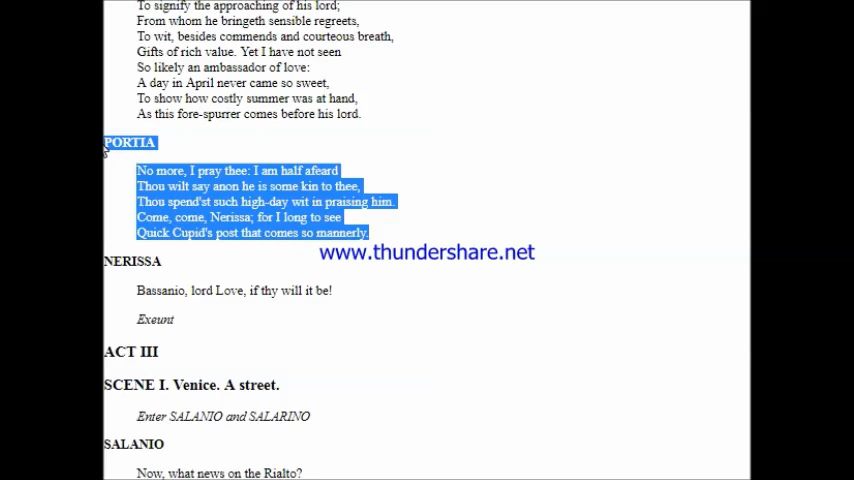 To signify the approaching of his lord;
From whom he bringeth sensible regreets,
To wit, besides commends and courteous breath,
Gifts of rich value. Yet I have not seen
So likely an ambassador of love:
A day in April never came so sweet,
To show how costly summer was at hand,
As this fore-spurrer comes before his lord.
PORTIA
No more, I pray thee: I am half afeard
Thou wilt say anon he is some kin to thee,
Thou spend'st such high-day wit in praising him.
Come, come, Nerissa; for I long to see
Quick Cupid's post that comes so mannerly.
www.thundershare.net
NERISSA
Bassanio, lord Love, if thy will it be!
Exeunt
ACT III
SCENE I. Venice. A street.
Enter SALANIO and SALARINO
SALANIO
Now, what news on the Rialto?